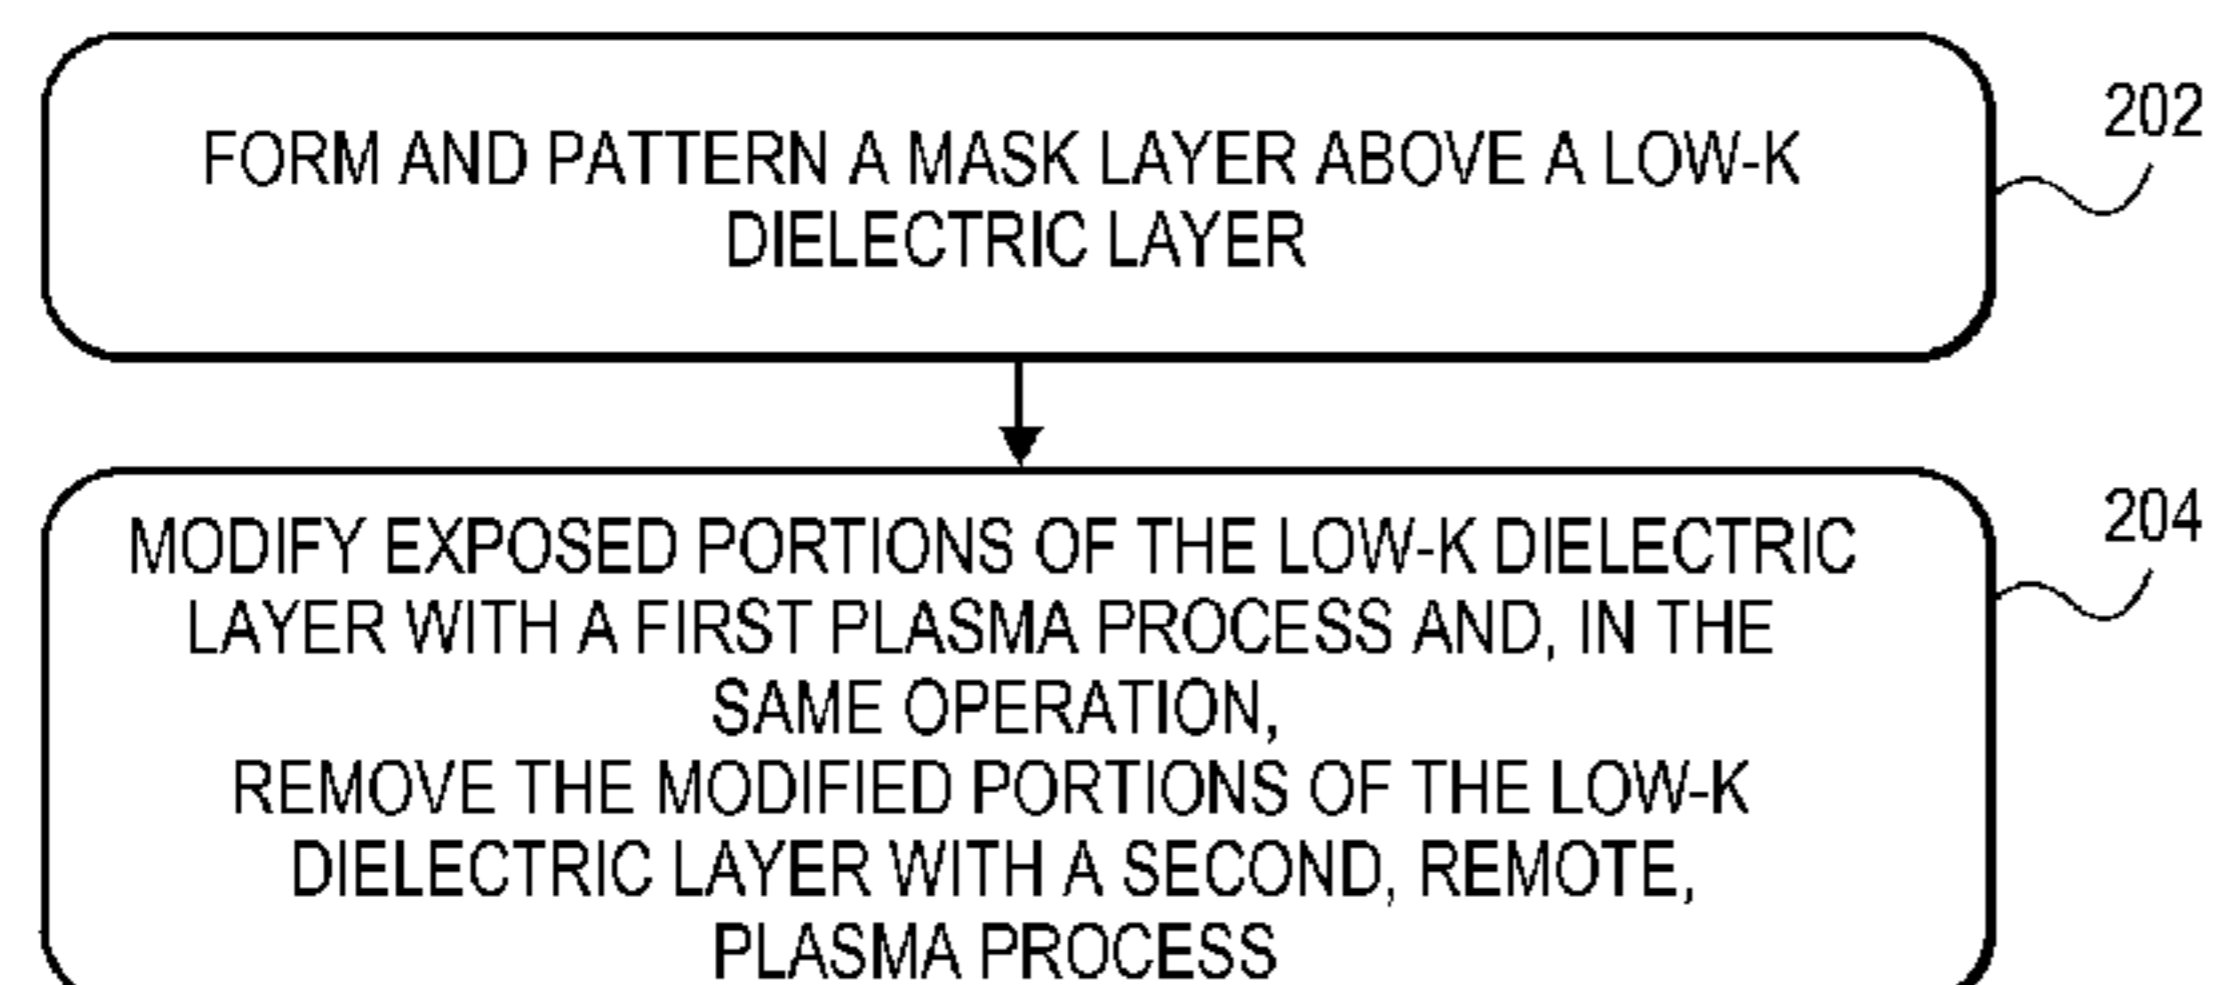 FORM AND PATTERN A MASK LAYER ABOVE A LOW-K
DIELECTRIC LAYER
202
MODIFY EXPOSED PORTIONS OF THE LOW-K DIELECTRIC
LAYER WITH A FIRST PLASMA PROCESS AND, IN THE
SAME OPERATION,
REMOVE THE MODIFIED PORTIONS OF THE LOW-K
DIELECTRIC LAYER WITH A SECOND, REMOTE,
PLASMA PROCESS
204